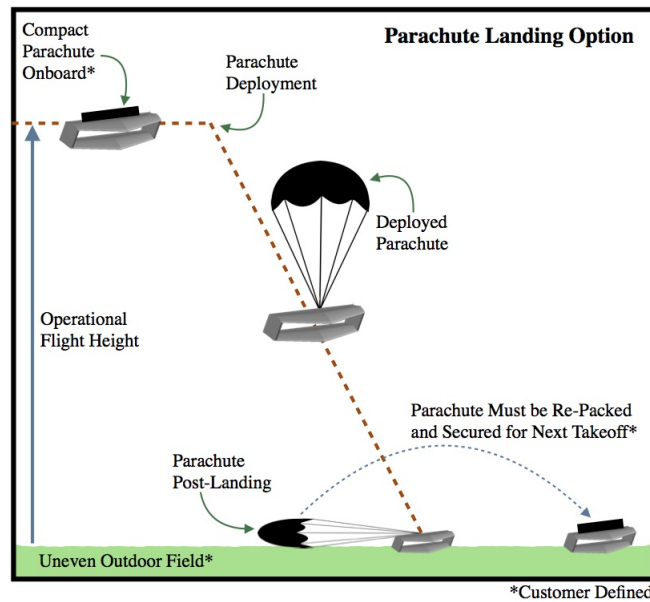 Parachute Landing Option
Compact
Parachute
Onboard*
Parachute
Deployment
Deployed
Parachute
Operational
Flight Height
Parachute Must be Re-Packed
and Secured for Next Takeoff*
Parachute
Post-Landing
Uneven Outdoor Field*
*Customer Defined